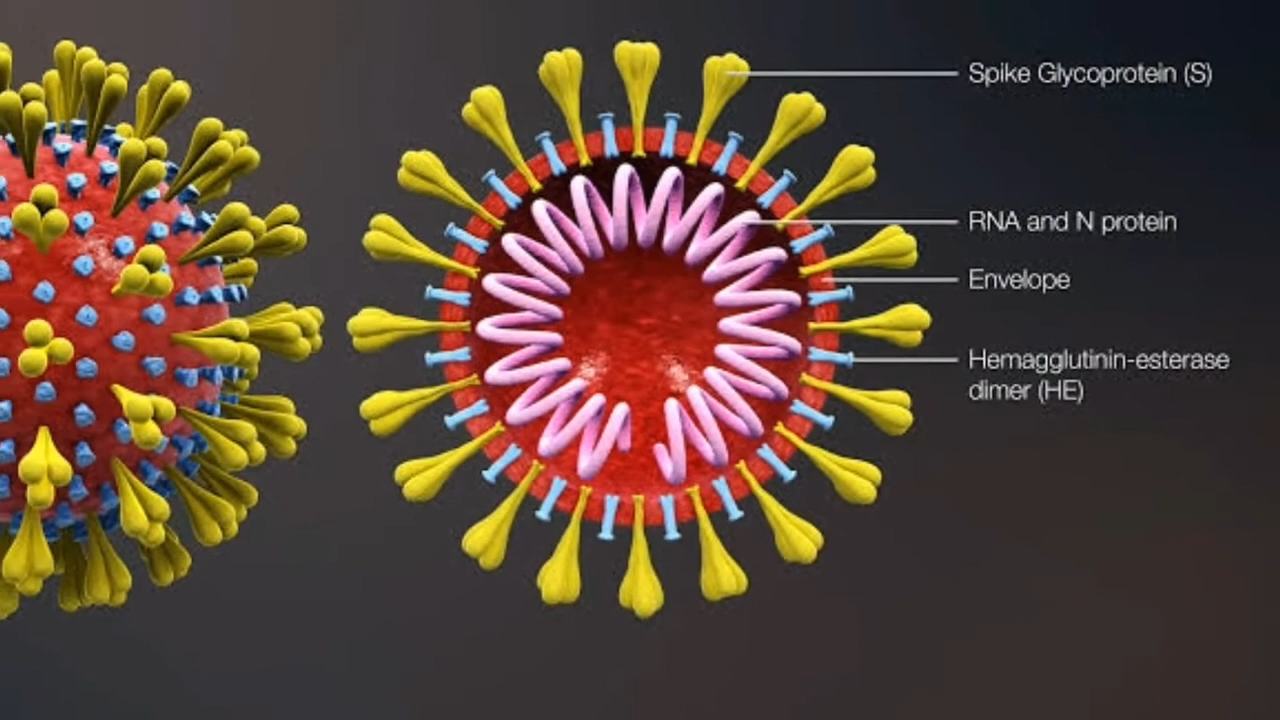 Spike Glycoprotein (S)
RNA and N protein
Envelope
Hemagglutinin-esterase
dimer (HE)